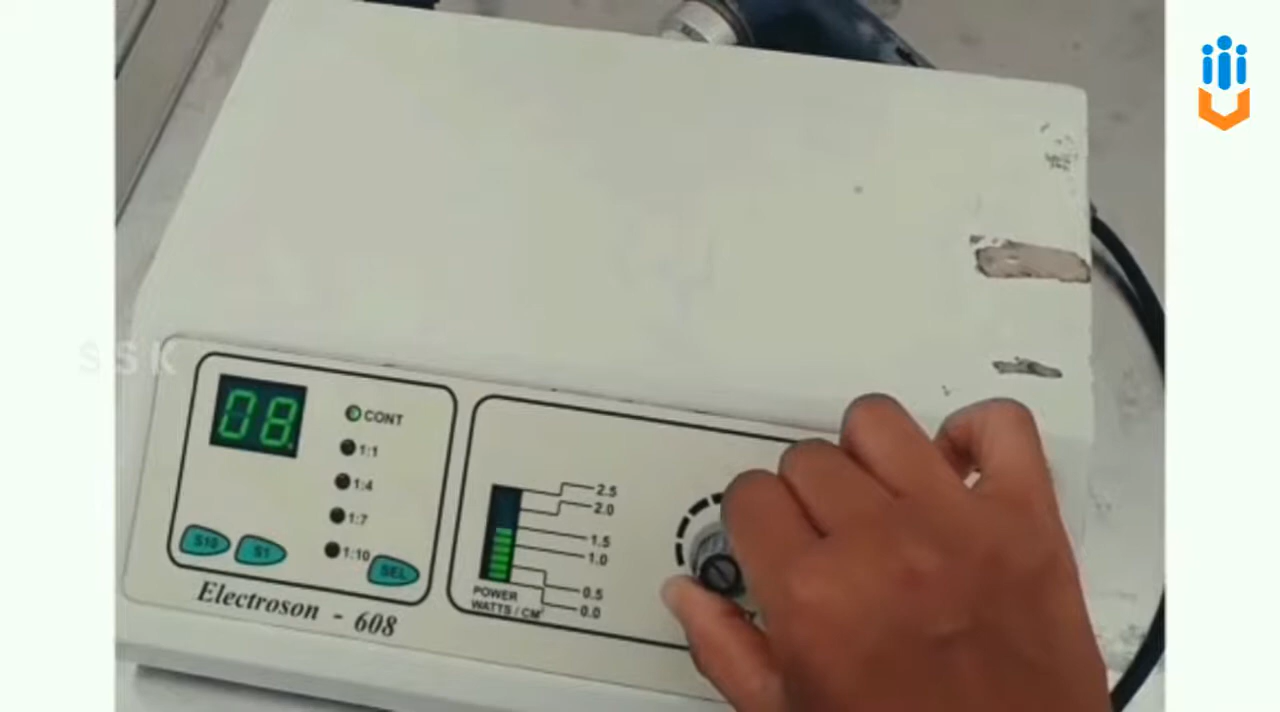 SSK
08.
CONT
1:1
1:4
1:7
1:10
S10
S1
SEL
Electroson - 608
2.5
2.0
1.5
1.0
0.5
0.0
POWER
WATTS / CM²